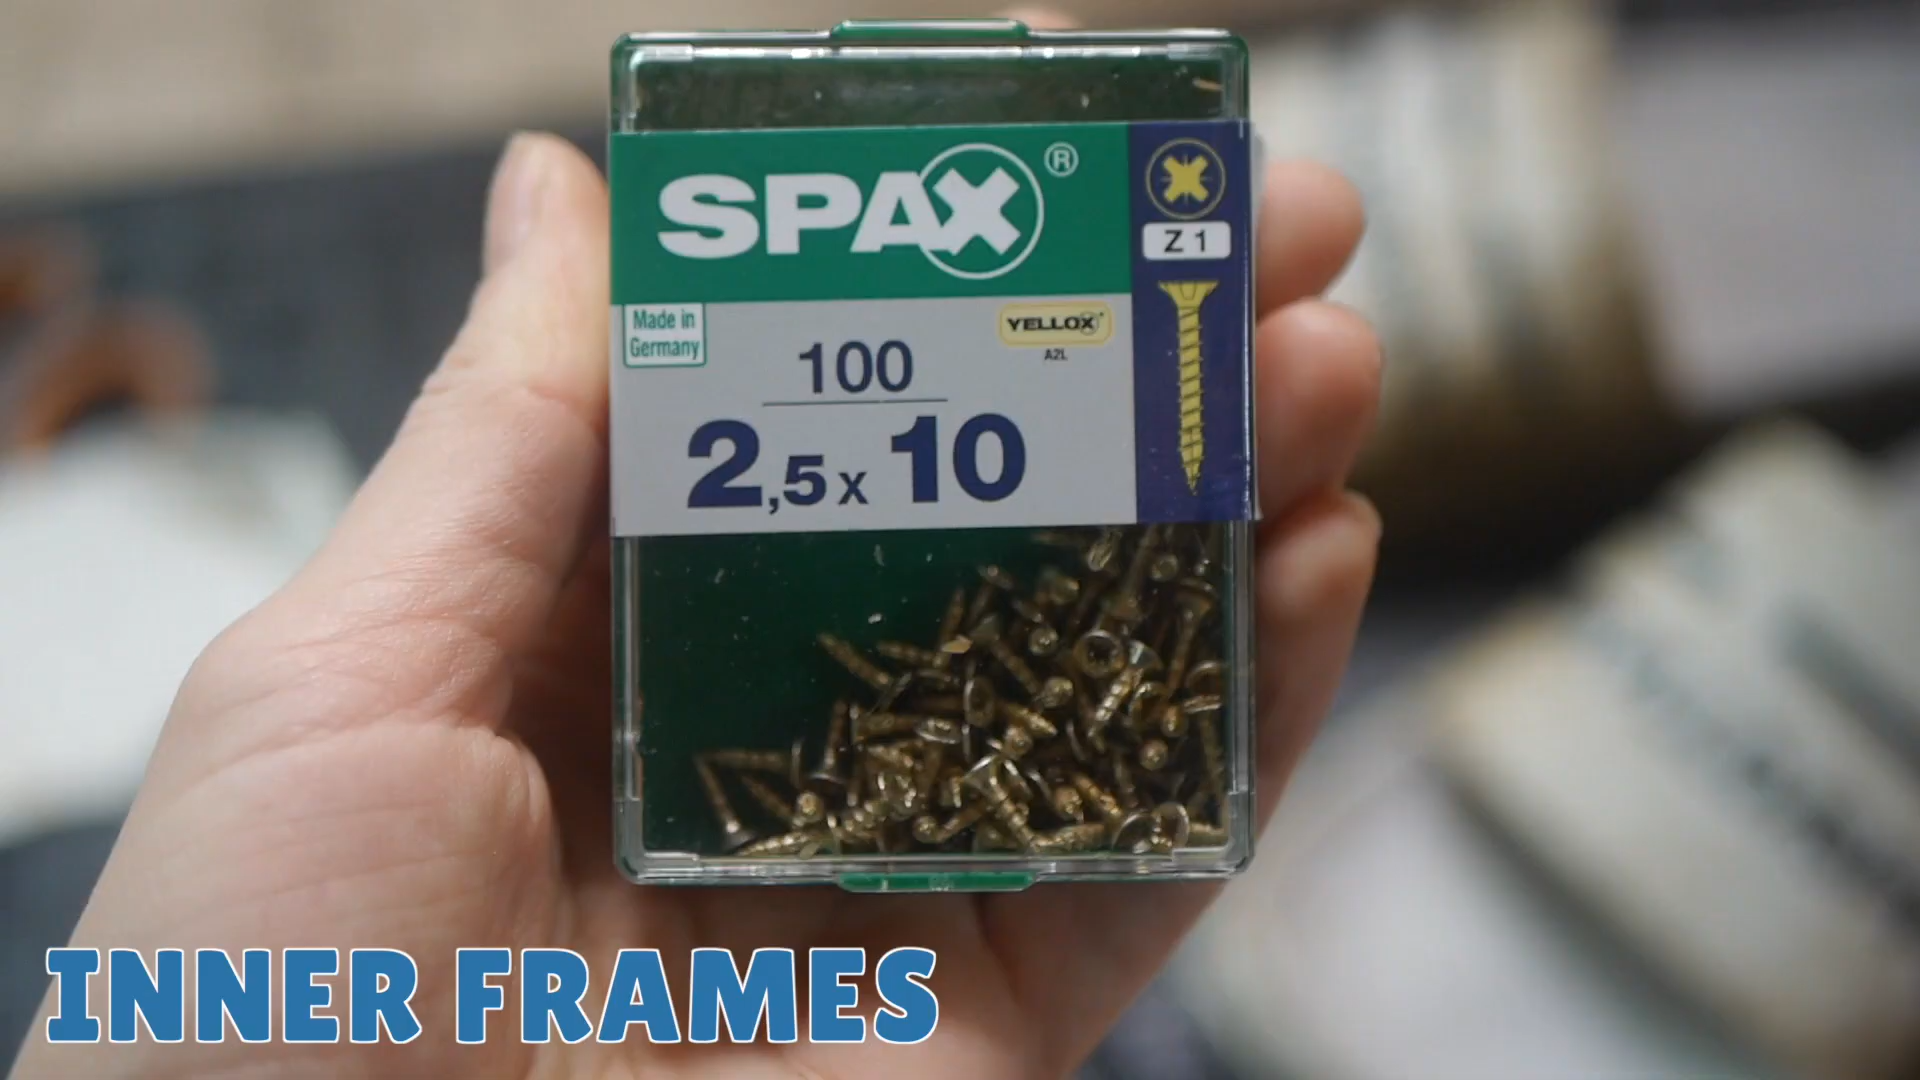 SPAX®
Z 1
Made in
Germany
YELLOX
A2L
100
2,5 x 10
INNER FRAMES